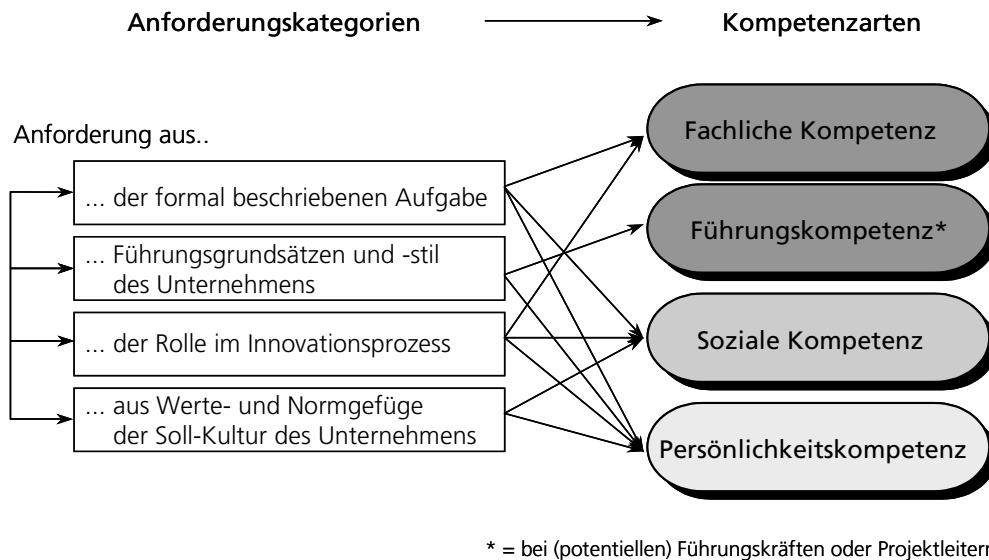 Anforderungskategorien
Kompetenzarten
Anforderung aus..
... der formal beschriebenen Aufgabe
... Führungsgrundsätzen und -stil
des Unternehmens
... der Rolle im Innovationsprozess
... aus Werte- und Normgefüge
der Soll-Kultur des Unternehmens
Fachliche Kompetenz
Führungskompetenz*
Soziale Kompetenz
Persönlichkeitskompetenz
* = bei (potentiellen) Führungskräften oder Projektleitern